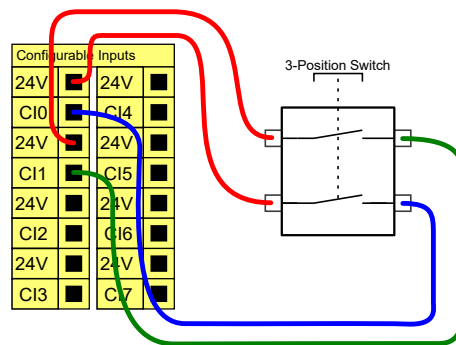 Configurable Inputs
3-Position Switch
24V 24V
CI0 CI4
24V 24V
CI1 CI5
24V 24V
CI2 CI6
24V 24V
CI3 CI7